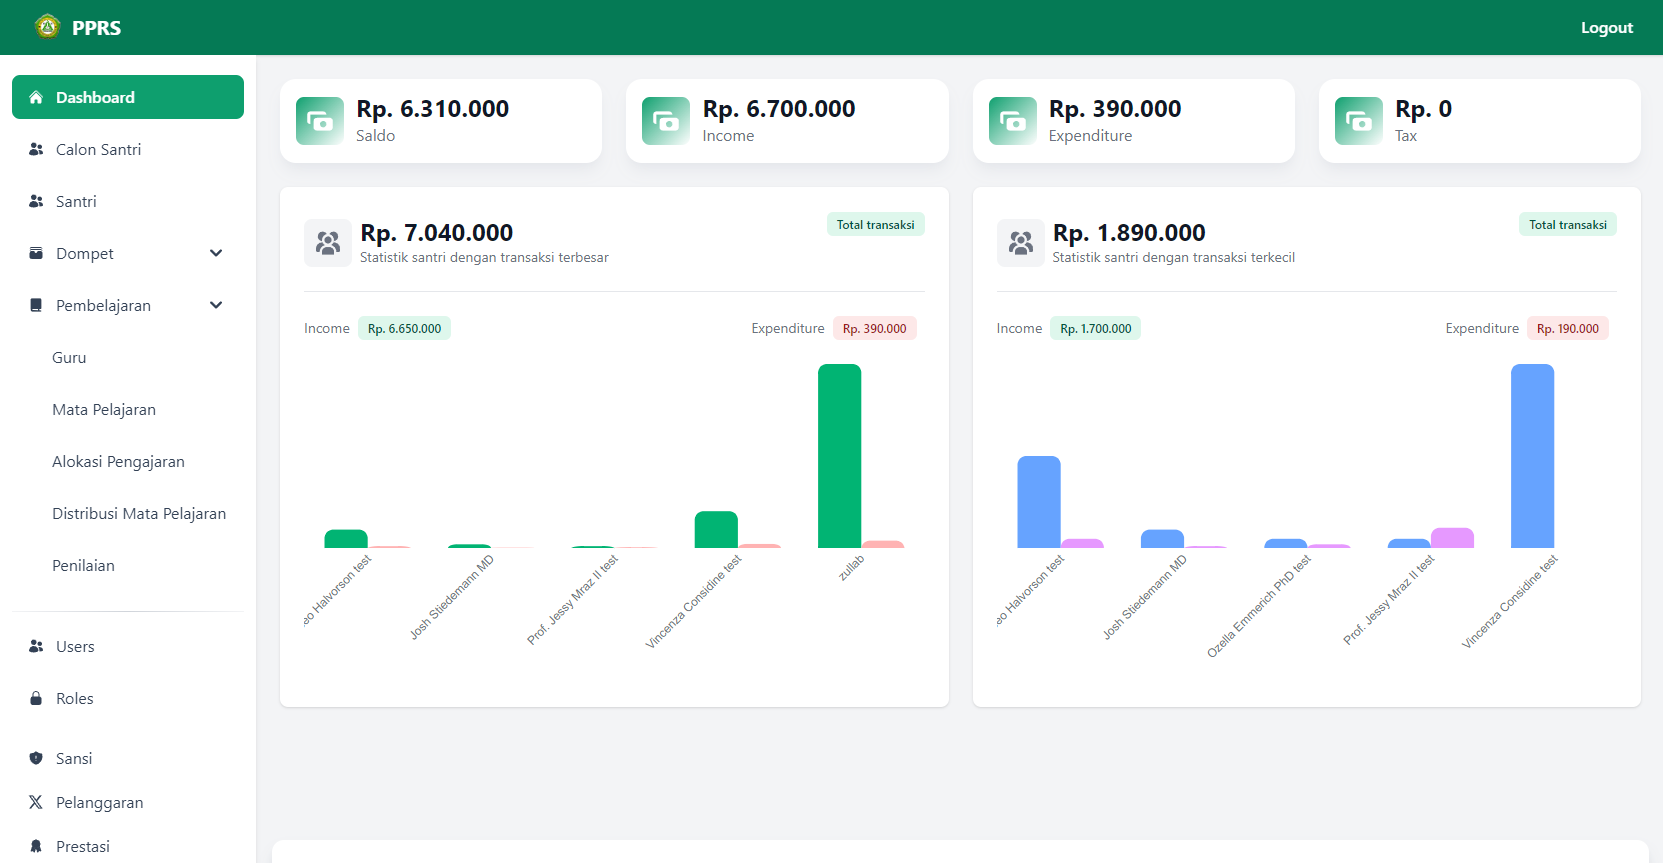 PPRS
Logout
Dashboard
Calon Santri
Santri
Dompet
Pembelajaran
Guru
Mata Pelajaran
Alokasi Pengajaran
Distribusi Mata Pelajaran
Penilaian
Users
Roles
Sansi
Pelanggaran
Prestasi
Rp. 6.310.000
Saldo
Rp. 6.700.000
Income
Rp. 390.000
Expenditure
Rp. 0
Tax
Rp. 7.040.000
Statistik santri dengan transaksi terbesar
Total transaksi
Income Rp. 6.650.000
Expenditure Rp. 390.000
eo Halvorson test
Josh Stiedemann MD
Prof. Jessy Mraz II test
Vincenza Considine test
zullab
Rp. 1.890.000
Statistik santri dengan transaksi terkecil
Total transaksi
Income Rp. 1.700.000
Expenditure Rp. 190.000
eo Halvorson test
Josh Stiedemann MD
Ozella Emmerich PhD test
Prof. Jessy Mraz II test
Vincenza Considine test